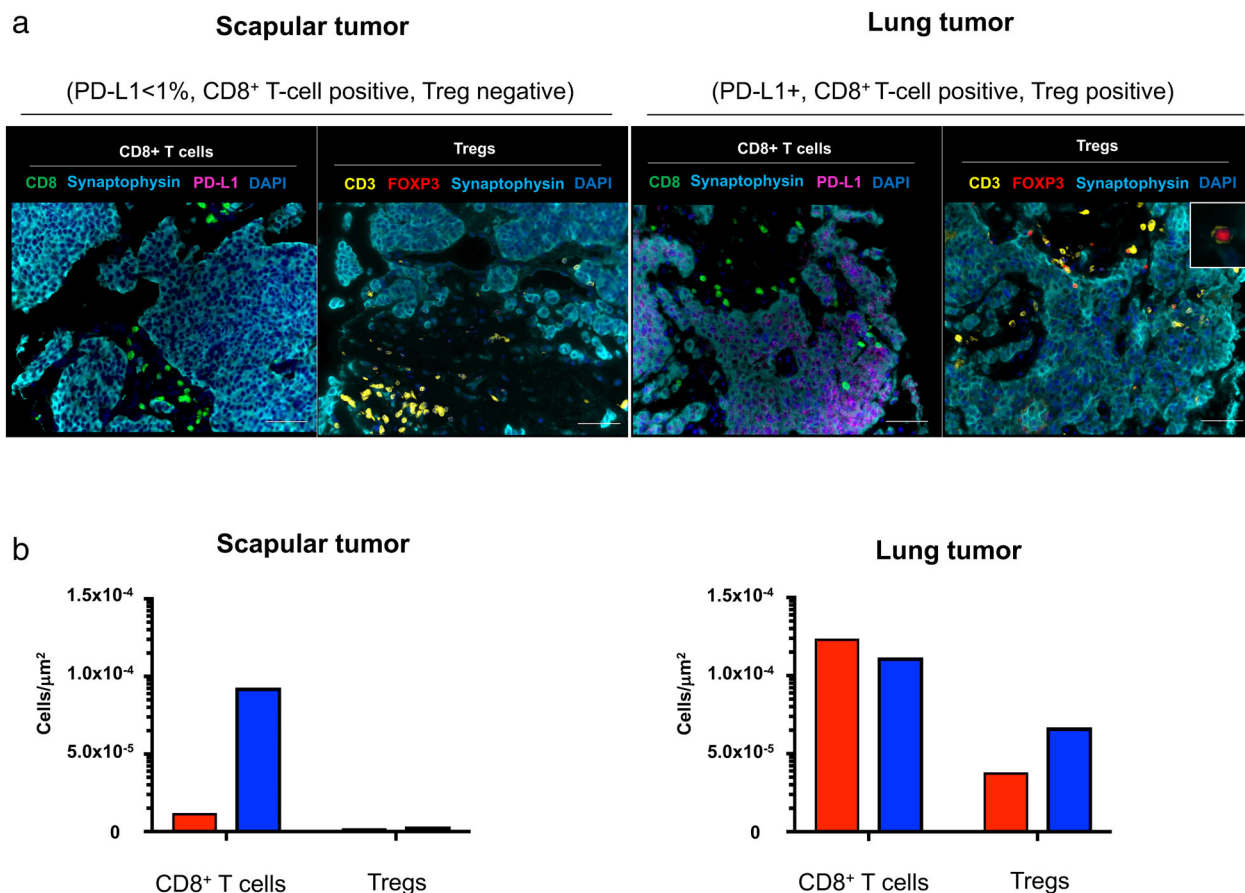 a
Scapular tumor
Lung tumor
(PD-L1<1%, CD8⁺ T-cell positive, Treg negative)
(PD-L1+, CD8⁺ T-cell positive, Treg positive)
CD8+ T cells
Tregs
CD8+ T cells
Tregs
CD8 Synaptophysin PD-L1 DAPI
CD3 FOXP3 Synaptophysin DAPI
CD8 Synaptophysin PD-L1 DAPI
CD3 FOXP3 Synaptophysin DAPI
b
Scapular tumor
Cells/μm²
1.5x10⁻⁴
1.0x10⁻⁴
5.0x10⁻⁵
0
CD8⁺ T cells
Tregs
Lung tumor
Cells/μm²
1.5x10⁻⁴
1.0x10⁻⁴
5.0x10⁻⁵
0
CD8⁺ T cells
Tregs